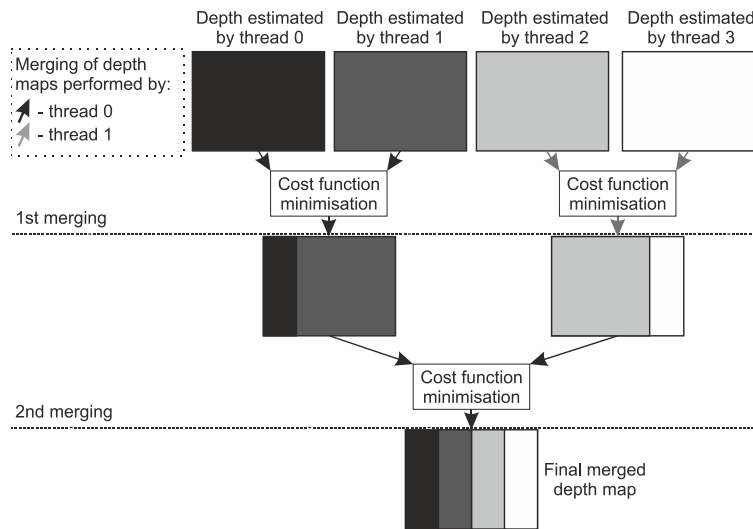 Depth estimated
by thread 0
Depth estimated
by thread 1
Depth estimated
by thread 2
Depth estimated
by thread 3
Merging of depth
maps performed by:
- thread 0
- thread 1
Cost function
minimisation
Cost function
minimisation
1st merging
Cost function
minimisation
2nd merging
Final merged
depth map